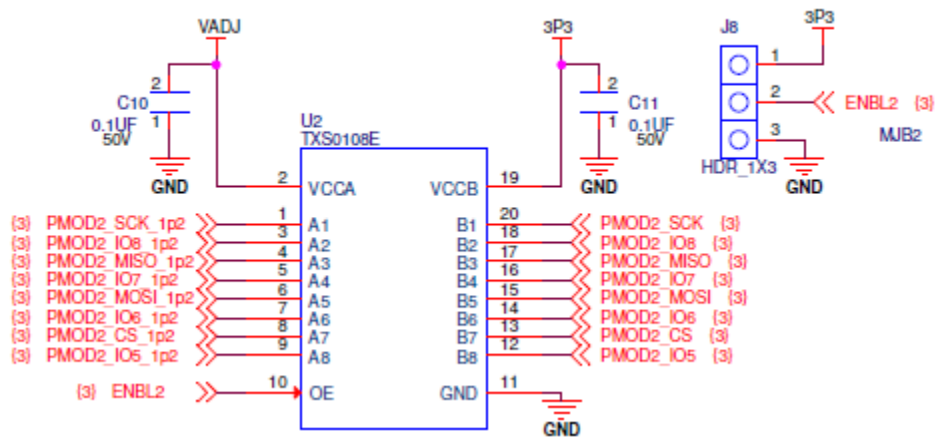 VADJ
3P3
J8
3P3
2
C10
1
0.1UF
50V
GND
2
C11
1
0.1UF
50V
GND
1
2
ENBL2 {3}
MJB2
3
HDR_1X3
GND
U2
TXS0108E
2 VCCA VCCB 19
{3} PMOD2_SCK_1p2 1 A1 B1 20 PMOD2_SCK {3}
{3} PMOD2_IO8_1p2 3 A2 B2 18 PMOD2_IO8 {3}
{3} PMOD2_MISO_1p2 4 A3 B3 17 PMOD2_MISO {3}
{3} PMOD2_IO7_1p2 5 A4 B4 16 PMOD2_IO7 {3}
{3} PMOD2_MOSI_1p2 6 A5 B5 15 PMOD2_MOSI {3}
{3} PMOD2_IO6_1p2 7 A6 B6 14 PMOD2_IO6 {3}
{3} PMOD2_CS_1p2 8 A7 B7 13 PMOD2_CS {3}
{3} PMOD2_IO5_1p2 9 A8 B8 12 PMOD2_IO5 {3}
{3} ENBL2 10 OE GND 11
GND